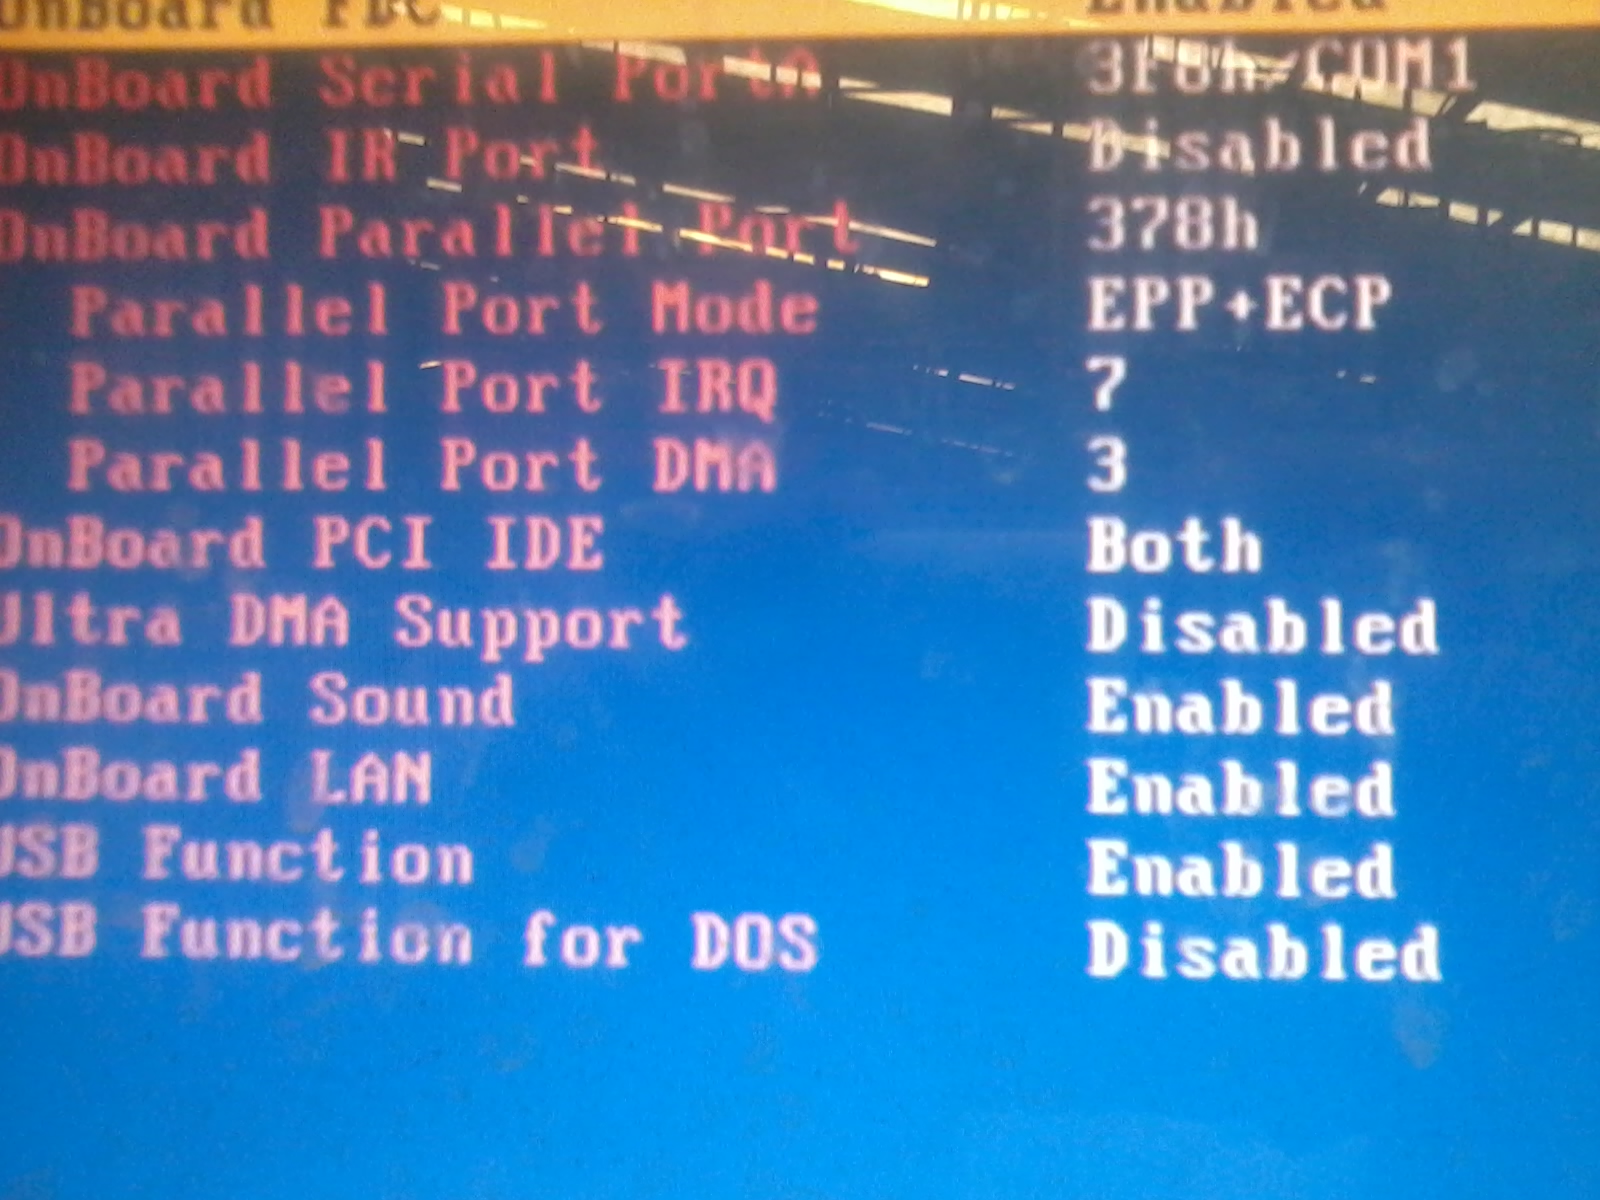 OnBoard FDC Enabled
OnBoard Serial PortA 3F8h/COM1
OnBoard IR Port Disabled
OnBoard Parallel Port 378h
Parallel Port Mode EPP+ECP
Parallel Port IRQ 7
Parallel Port DMA 3
OnBoard PCI IDE Both
Ultra DMA Support Disabled
OnBoard Sound Enabled
OnBoard LAN Enabled
USB Function Enabled
USB Function for DOS Disabled